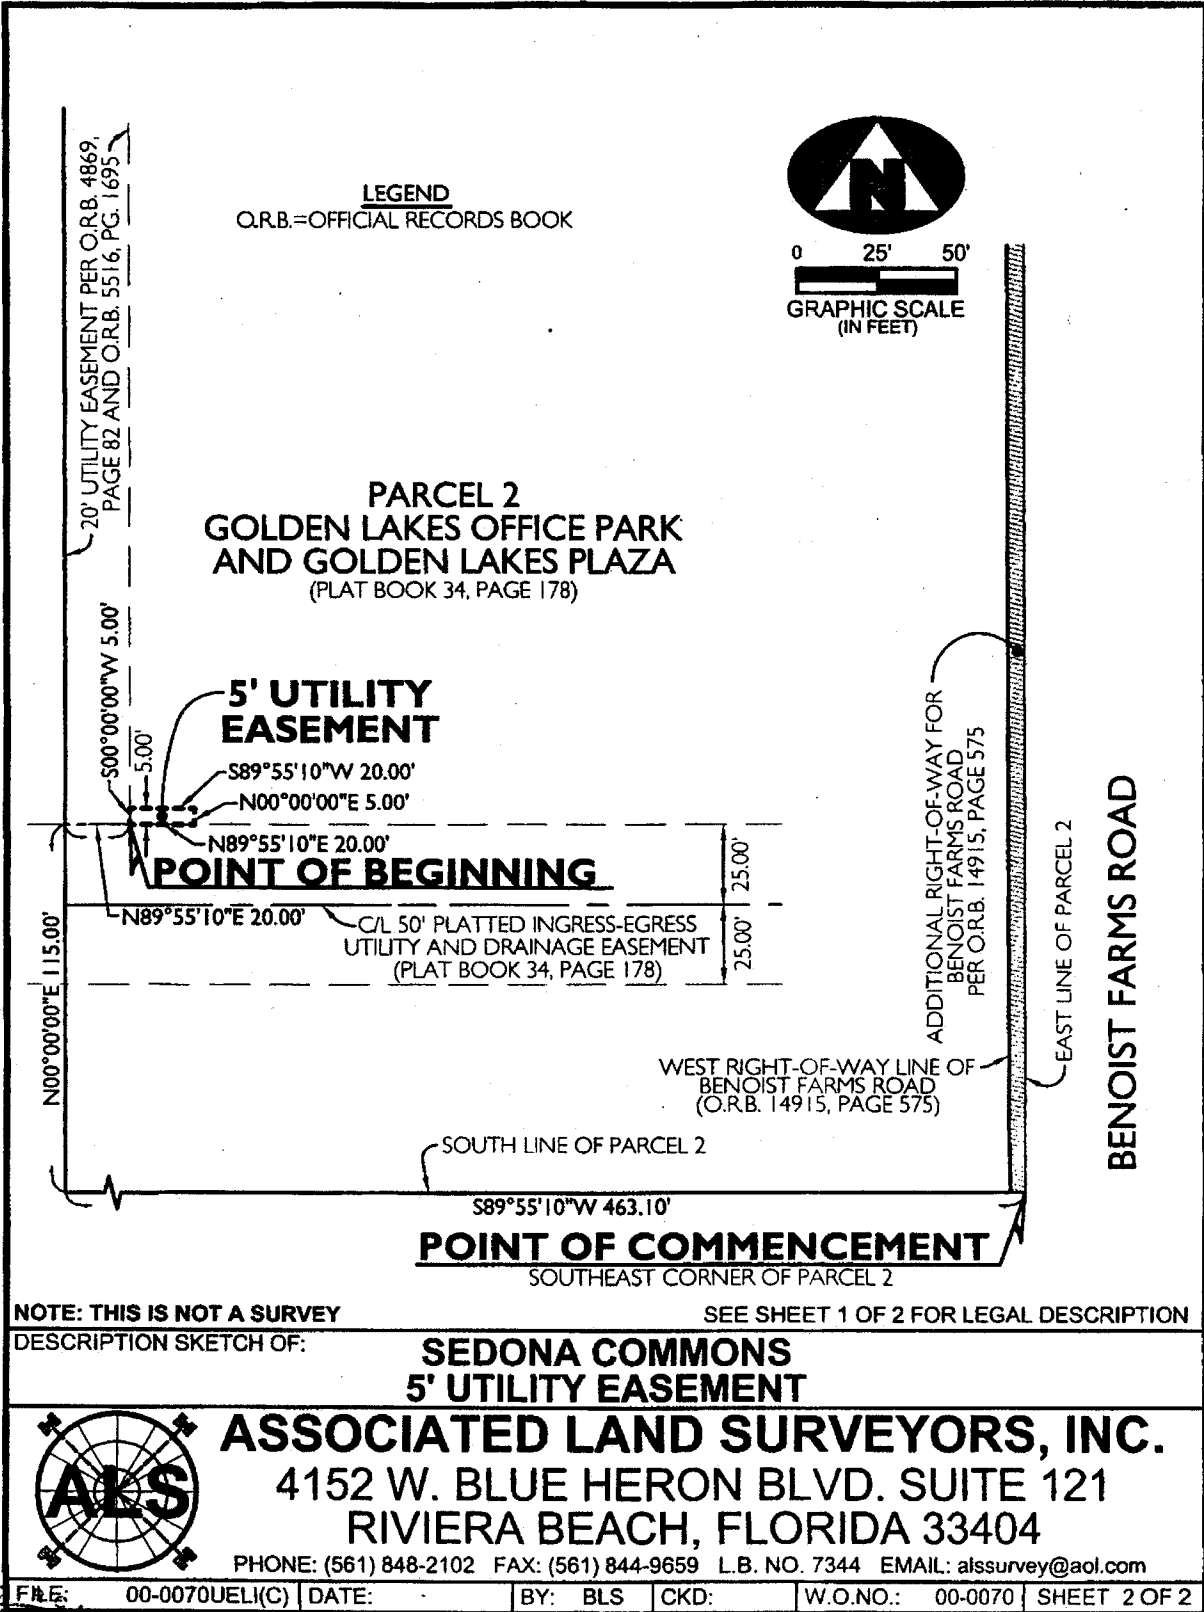 20' UTILITY EASEMENT PER O.R.B. 4869,
PAGE 82 AND O.R.B. 5516, PG. 1695
LEGEND
O.R.B.=OFFICIAL RECORDS BOOK
N
0 25' 50'
GRAPHIC SCALE
(IN FEET)
PARCEL 2
GOLDEN LAKES OFFICE PARK
AND GOLDEN LAKES PLAZA
(PLAT BOOK 34, PAGE 178)
S00°00'00"W 5.00'
5.00'
5' UTILITY
EASEMENT
S89°55'10"W 20.00'
N00°00'00"E 5.00'
N89°55'10"E 20.00'
POINT OF BEGINNING
N89°55'10"E 20.00'
C/L 50' PLATTED INGRESS-EGRESS
UTILITY AND DRAINAGE EASEMENT
(PLAT BOOK 34, PAGE 178)
25.00'
25.00'
N00°00'00"E 115.00'
ADDITIONAL RIGHT-OF-WAY FOR
BENOIST FARMS ROAD
PER O.R.B. 14915, PAGE 575
EAST LINE OF PARCEL 2
BENOIST FARMS ROAD
WEST RIGHT-OF-WAY LINE OF
BENOIST FARMS ROAD
(O.R.B. 14915, PAGE 575)
SOUTH LINE OF PARCEL 2
S89°55'10"W 463.10'
POINT OF COMMENCEMENT
SOUTHEAST CORNER OF PARCEL 2
NOTE: THIS IS NOT A SURVEY
SEE SHEET 1 OF 2 FOR LEGAL DESCRIPTION
DESCRIPTION SKETCH OF:
SEDONA COMMONS
5' UTILITY EASEMENT
ALS
ASSOCIATED LAND SURVEYORS, INC.
4152 W. BLUE HERON BLVD. SUITE 121
RIVIERA BEACH, FLORIDA 33404
PHONE: (561) 848-2102 FAX: (561) 844-9659 L.B. NO. 7344 EMAIL: alssurvey@aol.com
FILE: 00-0070UELI(C) DATE: BY: BLS CKD: W.O.NO.: 00-0070 SHEET 2 OF 2